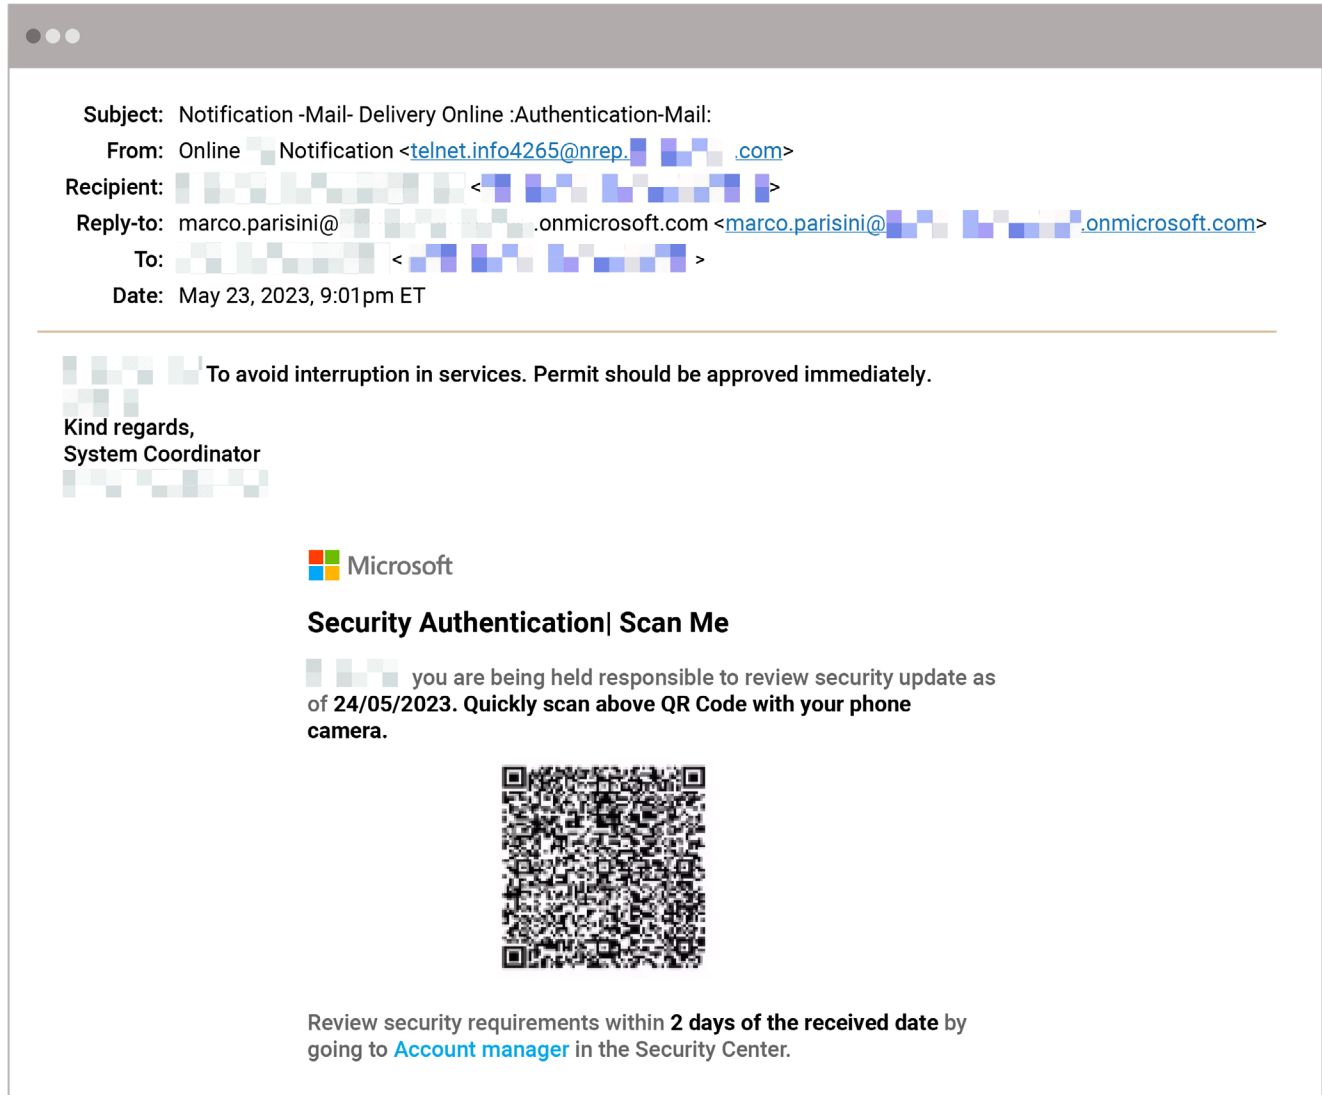 Subject: Notification -Mail- Delivery Online :Authentication-Mail:
From: Online Notification <telnet.info4265@nrep. .com>
Recipient: < >
Reply-to: marco.parisini@ .onmicrosoft.com <marco.parisini@ .onmicrosoft.com>
To: < >
Date: May 23, 2023, 9:01pm ET
To avoid interruption in services. Permit should be approved immediately.
Kind regards,
System Coordinator
Microsoft
Security Authentication| Scan Me
you are being held responsible to review security update as
of 24/05/2023. Quickly scan above QR Code with your phone
camera.
Review security requirements within 2 days of the received date by
going to Account manager in the Security Center.